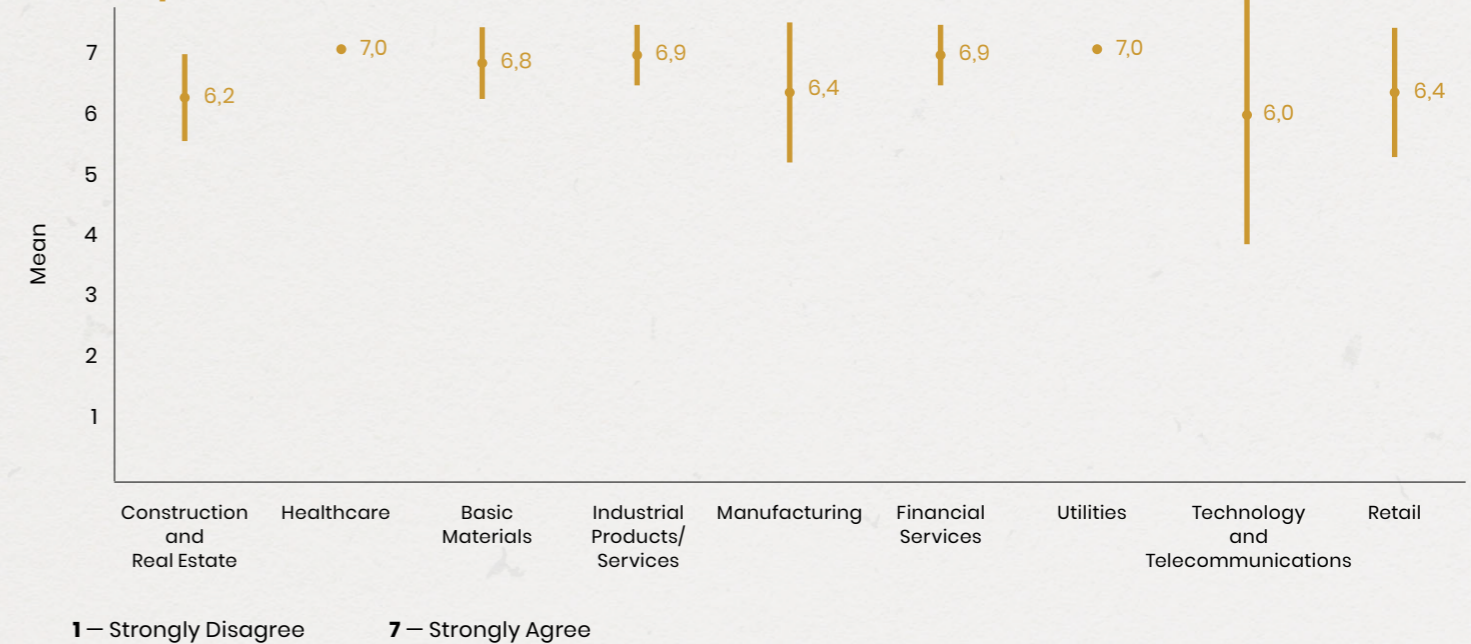 7
6
5
4
3
2
1
Mean
6,2
7,0
6,8
6,9
6,4
6,9
7,0
6,0
6,4
Construction
and
Real Estate
Healthcare
Basic
Materials
Industrial
Products/
Services
Manufacturing
Financial
Services
Utilities
Technology
and
Telecommunications
Retail
1 — Strongly Disagree
7 — Strongly Agree